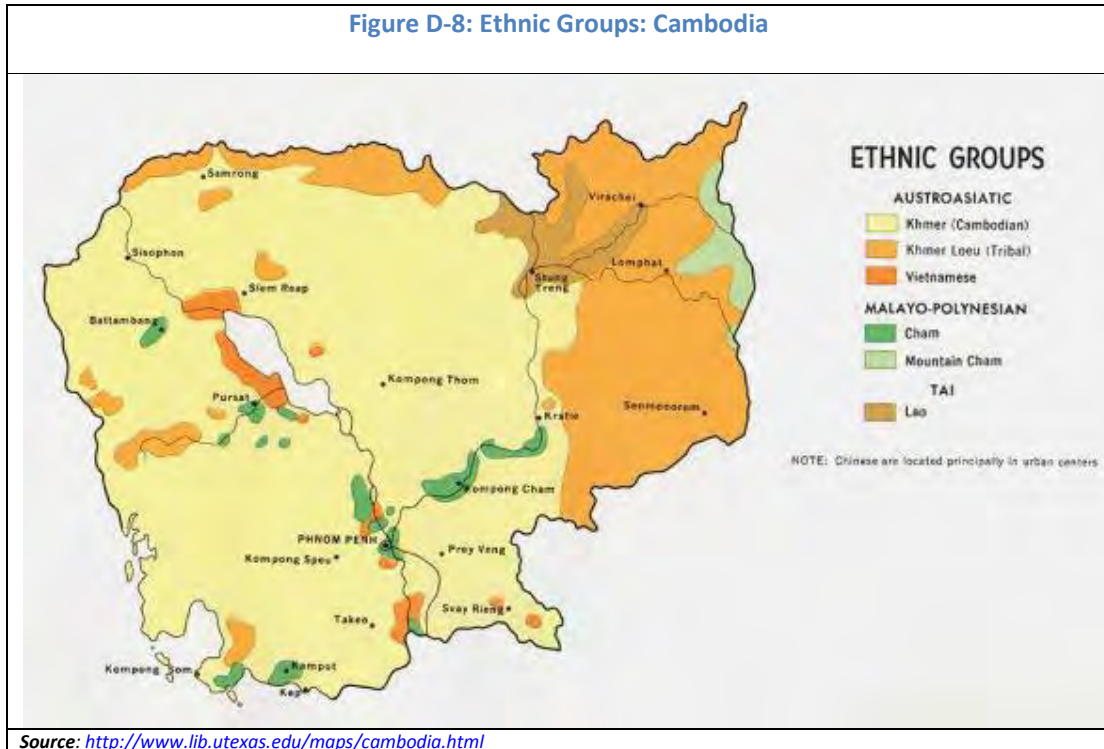 Figure D-8: Ethnic Groups: Cambodia
ETHNIC GROUPS
AUSTROASIATIC
Khmer (Cambodian)
Khmer Loeu (Tribal)
Vietnamese
MALAYO-POLYNESIAN
Cham
Mountain Cham
TAI
Lao
NOTE: Chinese are located principally in urban centers
Samrong
Virachei
Sisophon
Lomphat
Stung
Treng
Siem Reap
Battambang
Kompong Thom
Pursat
Kratie
Senmonorom
Kompong Cham
PHNOM PENH
Kompong Speu
Prey Veng
Svay Rieng
Takeo
Kompong Som
Kampot
Kep
Source: http://www.lib.utexas.edu/maps/cambodia.html